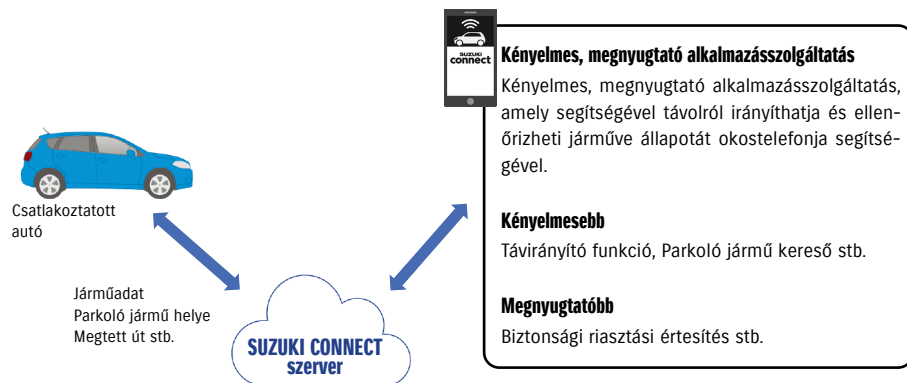 SUZUKI
connect
Kényelmes, megnyugtató alkalmazásszolgáltatás
Kényelmes, megnyugtató alkalmazásszolgáltatás,
amely segítségével távolról irányíthatja és ellen-
őrizheti járműve állapotát okostelefonja segítsé-
gével.
Kényelmesebb
Távirányító funkció, Parkoló jármű kereső stb.
Megnyugtatóbb
Biztonsági riasztási értesítés stb.
Csatlakoztatott
autó
Járműadat
Parkoló jármű helye
Megtett út stb.
SUZUKI CONNECT
szerver